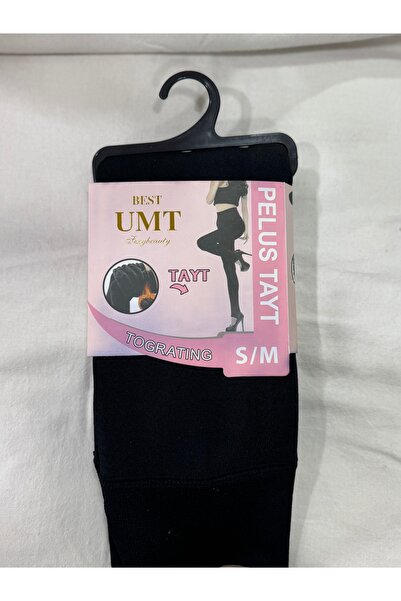 BEST
UMT
Sexybeauty
TAYT
TOGRATING
PELUS TAYT
S/M